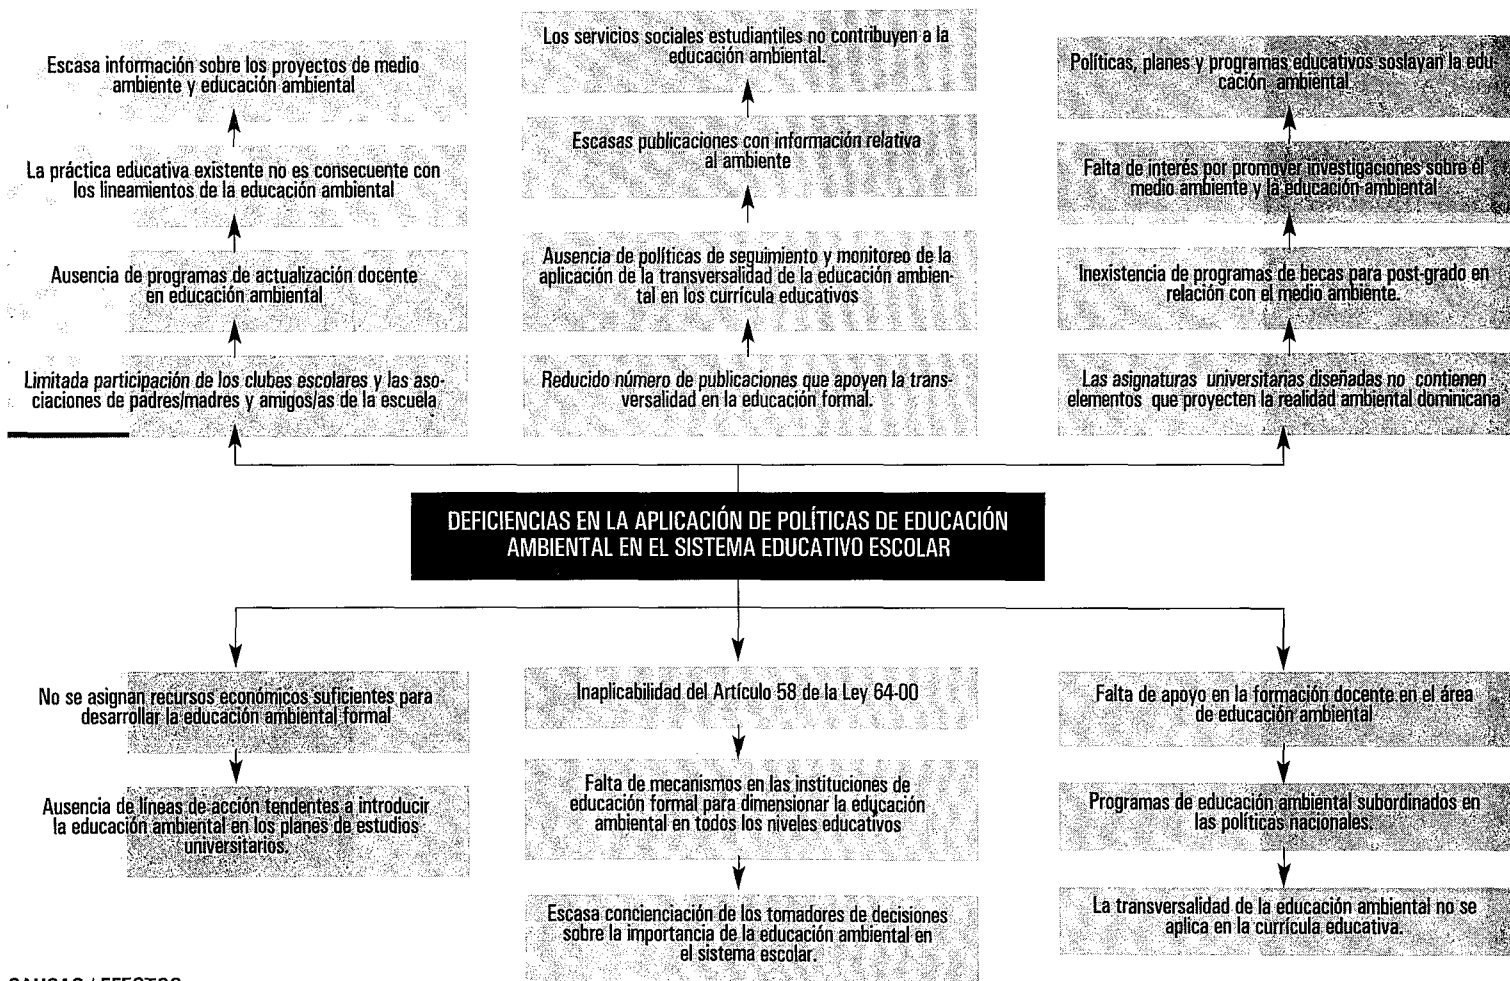 Escasa información sobre los proyectos de medio
ambiente y educación ambiental
La práctica educativa existente no es consecuente con
los lineamientos de la educación ambiental
Ausencia de programas de actualización docente
en educación ambiental
Limitada participación de los clubes escolares y las aso-
ciaciones de padres/madres y amigos/as de la escuela
Los servicios sociales estudiantiles no contribuyen a la
educación ambiental.
Escasas publicaciones con información relativa
al ambiente
Ausencia de políticas de seguimiento y monitoreo de la
aplicación de la transversalidad de la educación ambien-
tal en los currícula educativos
Reducido número de publicaciones que apoyen la trans-
versalidad en la educación formal.
Políticas, planes y programas educativos soslayan la edu-
cación ambiental.
Falta de interés por promover investigaciones sobre el
medio ambiente y la educación ambiental
Inexistencia de programas de becas para post-grado en
relación con el medio ambiente.
Las asignaturas universitarias diseñadas no contienen
elementos que proyecten la realidad ambiental dominicana
DEFICIENCIAS EN LA APLICACIÓN DE POLÍTICAS DE EDUCACIÓN
AMBIENTAL EN EL SISTEMA EDUCATIVO ESCOLAR
No se asignan recursos económicos suficientes para
desarrollar la educación ambiental formal
Ausencia de líneas de acción tendentes a introducir
la educación ambiental en los planes de estudios
universitarios.
Inaplicabilidad del Artículo 58 de la Ley 64-00
Falta de mecanismos en las instituciones de
educación formal para dimensionar la educación
ambiental en todos los niveles educativos
Escasa concienciación de los tomadores de decisiones
sobre la importancia de la educación ambiental en
el sistema escolar.
Falta de apoyo en la formación docente en el área
de educación ambiental
Programas de educación ambiental subordinados en
las políticas nacionales.
La transversalidad de la educación ambiental no se
aplica en la currícula educativa.